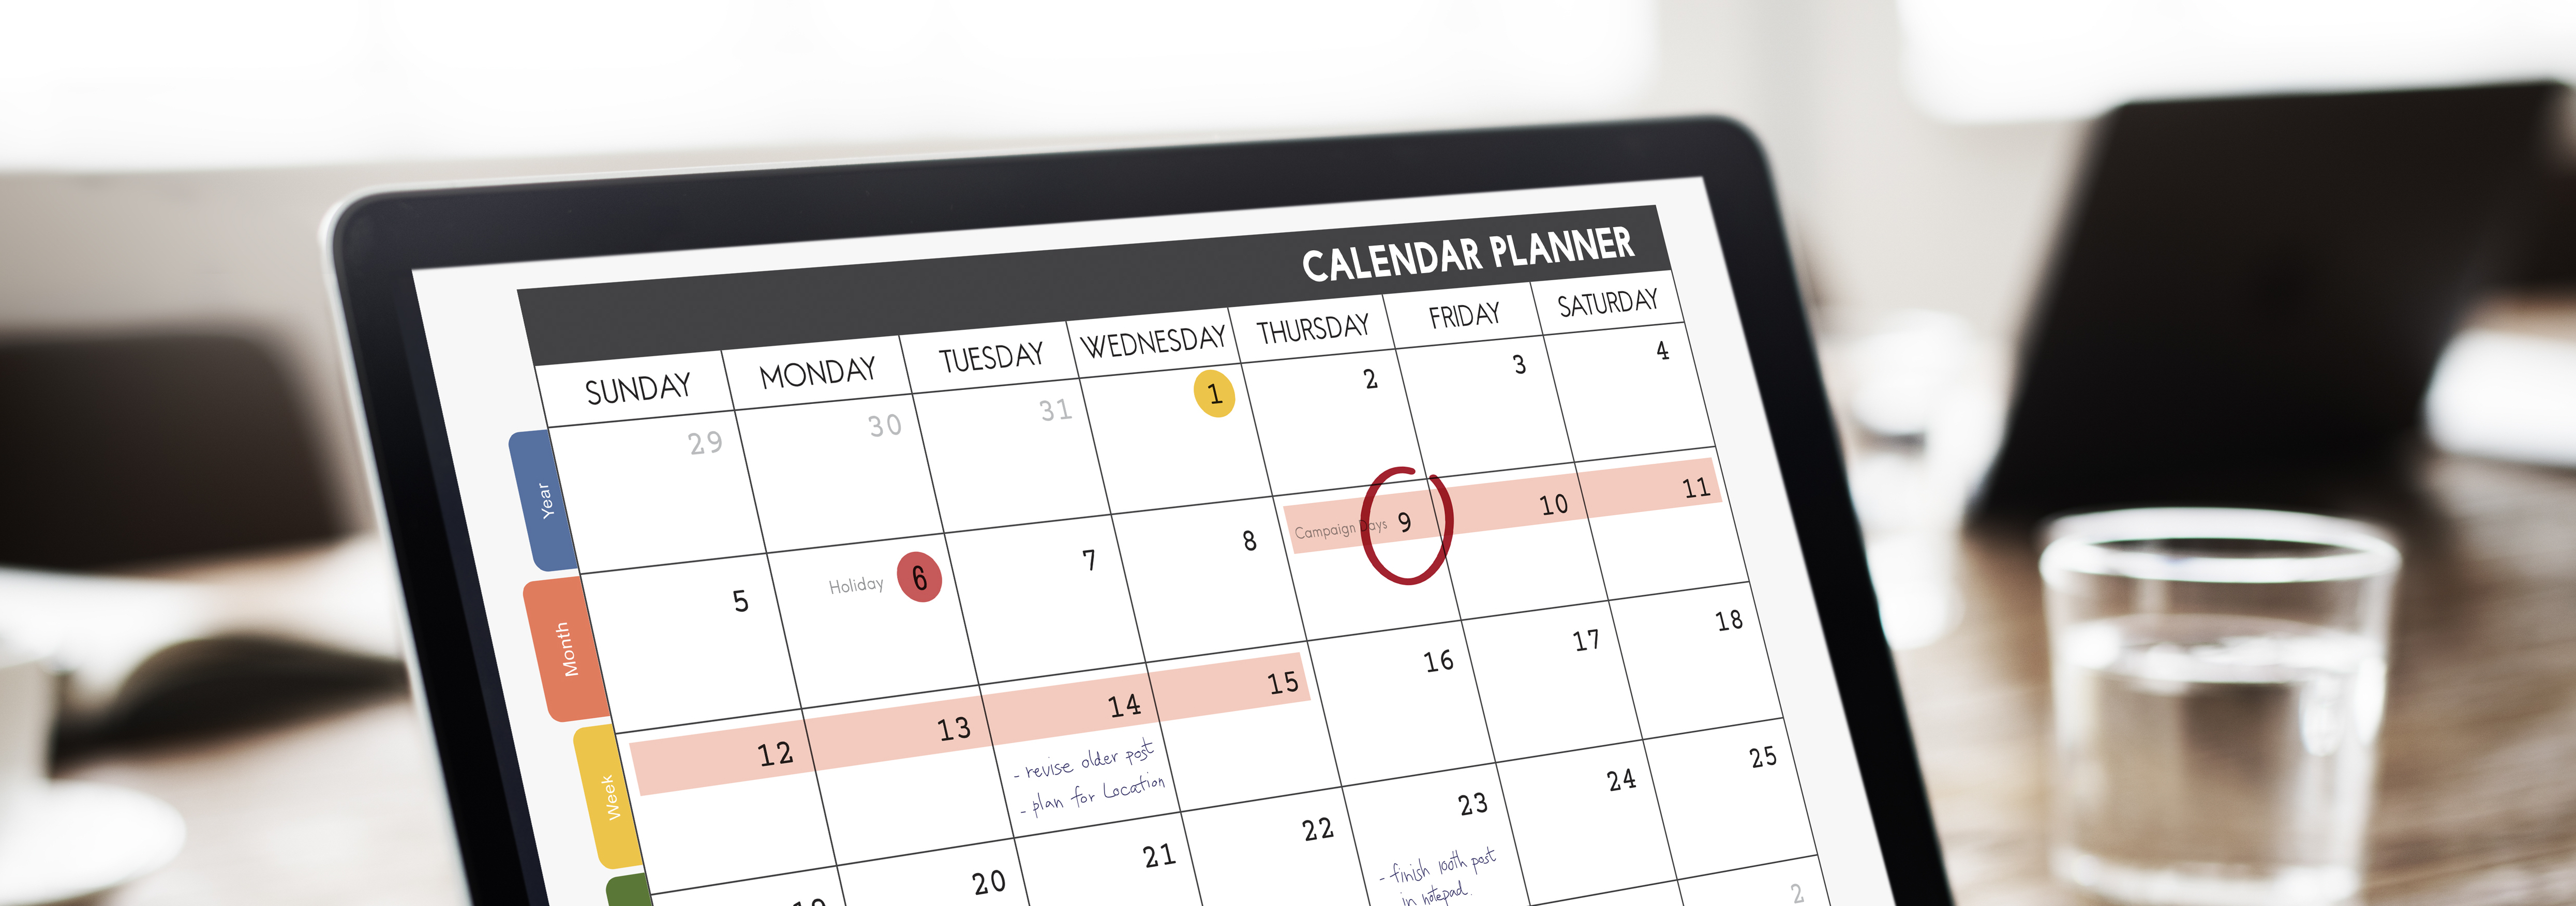 CALENDAR PLANNER
SUNDAY MONDAY TUESDAY WEDNESDAY THURSDAY FRIDAY SATURDAY
29 30 31 1 2 3 4
Year
5 Holiday 6 7 8 Campaign Days 9 10 11
Month
12 13 14 15 16 17 18
- revise older post
- plan for Location
Week
19 20 21 22 23 24 25
- finish 100th post
in notepad.
2